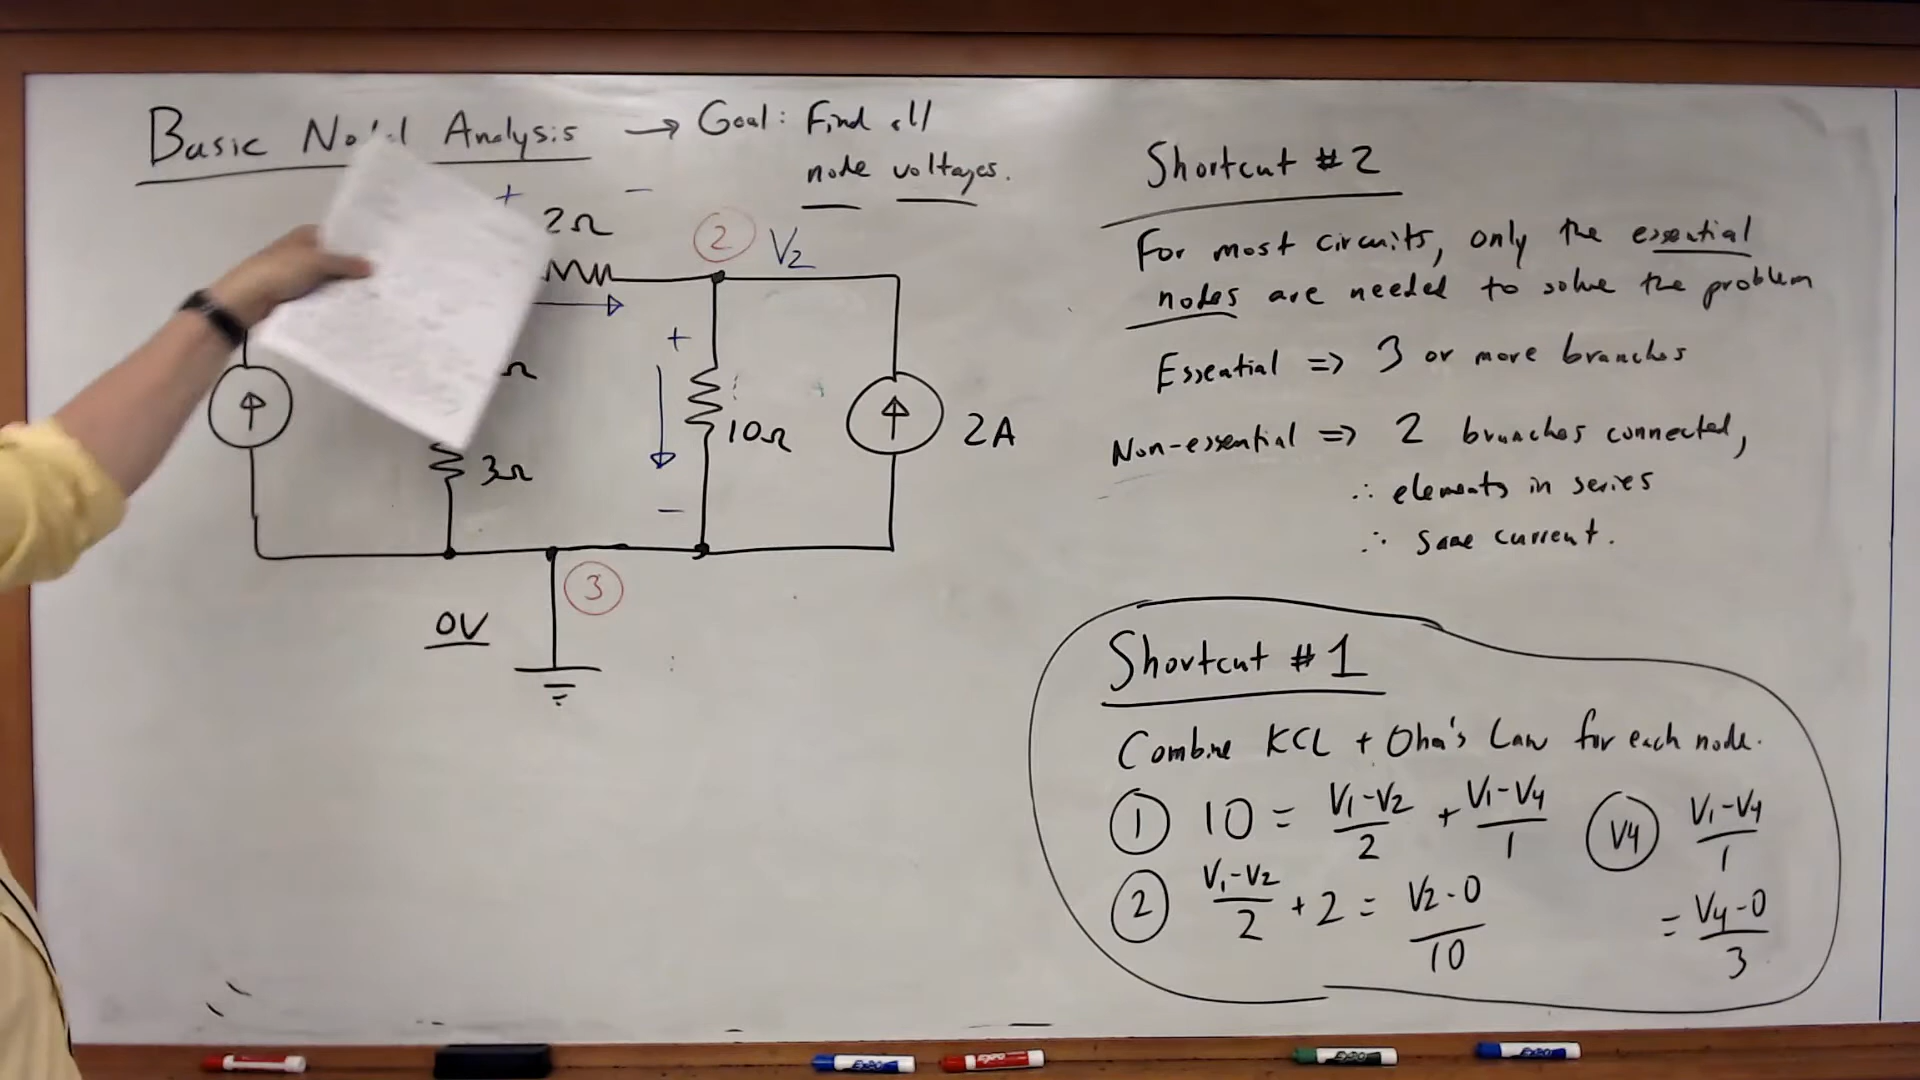 Basic Analysis → Goal: Find all
node voltages.
+ −
2Ω
② V2
+
Ω
10Ω
2A
3Ω
−
③
0V
Shortcut #2
For most circuits, only the essential
nodes are needed to solve the problem
Essential => 3 or more branches
Non-essential => 2 branches connected,
∴ elements in series
∴ same current.
Shortcut #1
Combine KCL + Ohm's Law for each node.
① 10 = (V1-V2)/2 + (V1-V4)/1
② (V1-V2)/2 + 2 = (V2-0)/10
V4 (V1-V4)/1
= (V4-0)/3
EXPO
EXPO
EXPO
EXPO